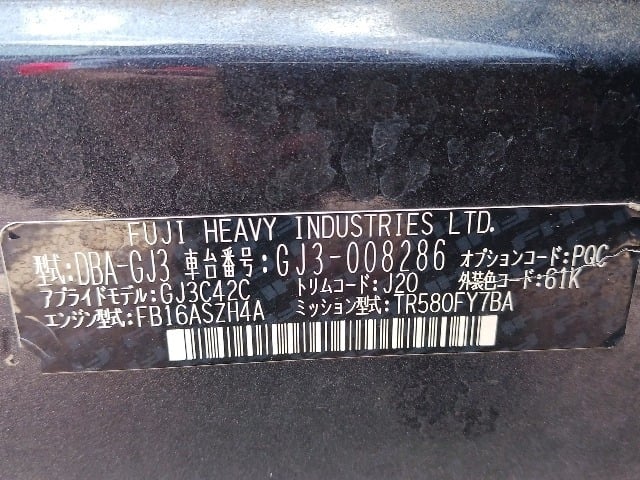 FUJI HEAVY INDUSTRIES LTD.
型式:DBA-GJ3 車台番号:GJ3-008286 オプションコード:PQC
アプライドモデル:GJ3C42C トリムコード:J20 外装色コード:61K
エンジン型式:FB16ASZH4A ミッション型式:TR580FY7BA